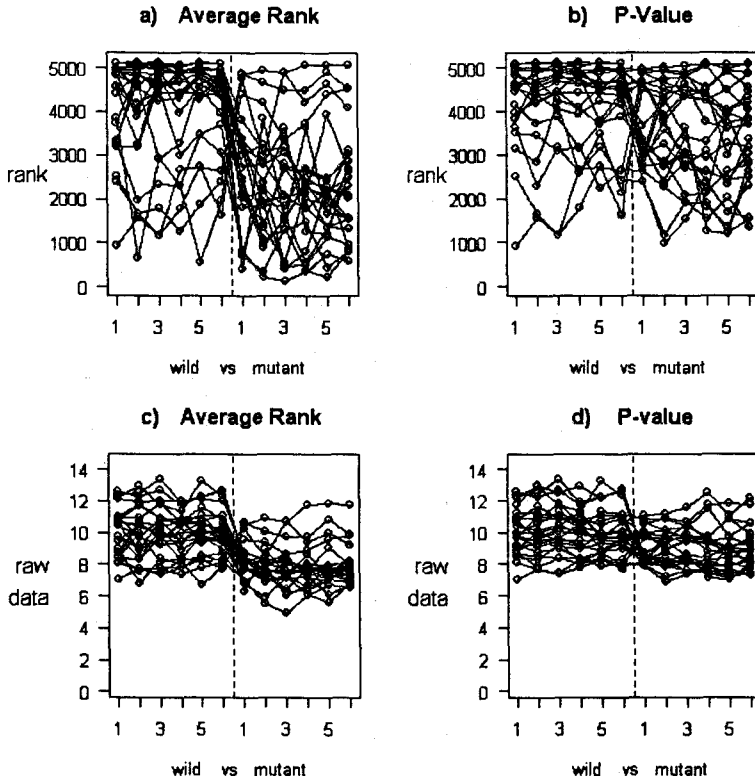 a) Average Rank
b) P-Value
5000
4000
3000
2000
1000
0
rank
1 3 5 1 3 5
wild vs mutant
5000
4000
3000
2000
1000
0
rank
1 3 5 1 3 5
wild vs mutant
c) Average Rank
d) P-value
14
12
10
8
6
4
2
0
raw
data
1 3 5 1 3 5
wild vs mutant
14
12
10
8
6
4
2
0
raw
data
1 3 5 1 3 5
wild vs mutant